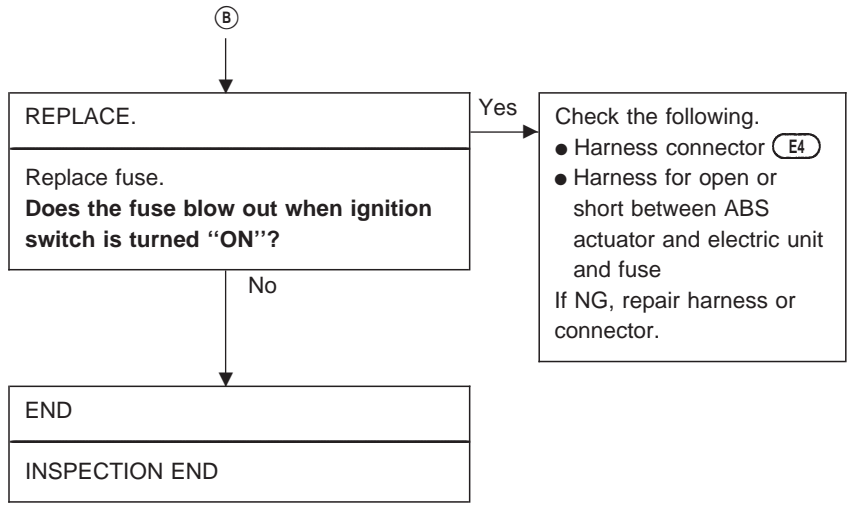 B
REPLACE.
Replace fuse.
Does the fuse blow out when ignition
switch is turned ‘‘ON’’?
Yes
Check the following.
● Harness connector E4
● Harness for open or
short between ABS
actuator and electric unit
and fuse
If NG, repair harness or
connector.
No
END
INSPECTION END